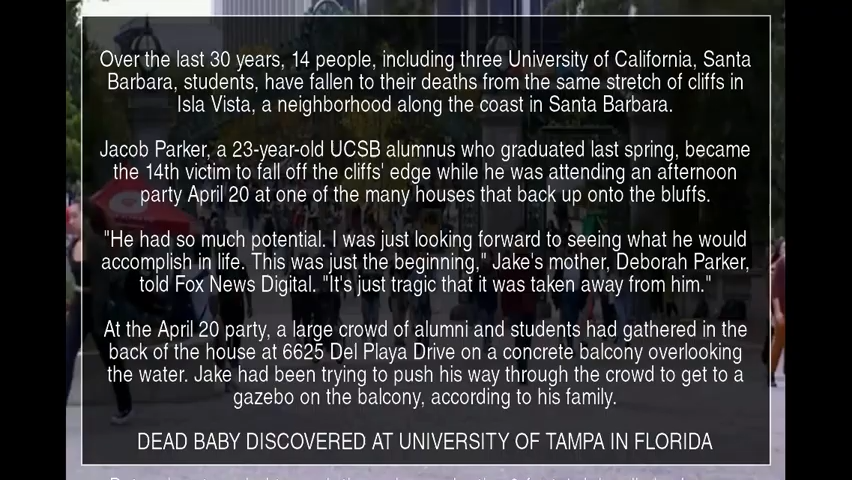 Over the last 30 years, 14 people, including three University of California, Santa
Barbara, students, have fallen to their deaths from the same stretch of cliffs in
Isla Vista, a neighborhood along the coast in Santa Barbara.
Jacob Parker, a 23-year-old UCSB alumnus who graduated last spring, became
the 14th victim to fall off the cliffs' edge while he was attending an afternoon
party April 20 at one of the many houses that back up onto the bluffs.
"He had so much potential. I was just looking forward to seeing what he would
accomplish in life. This was just the beginning," Jake's mother, Deborah Parker,
told Fox News Digital. "It's just tragic that it was taken away from him."
At the April 20 party, a large crowd of alumni and students had gathered in the
back of the house at 6625 Del Playa Drive on a concrete balcony overlooking
the water. Jake had been trying to push his way through the crowd to get to a
gazebo on the balcony, according to his family.
DEAD BABY DISCOVERED AT UNIVERSITY OF TAMPA IN FLORIDA